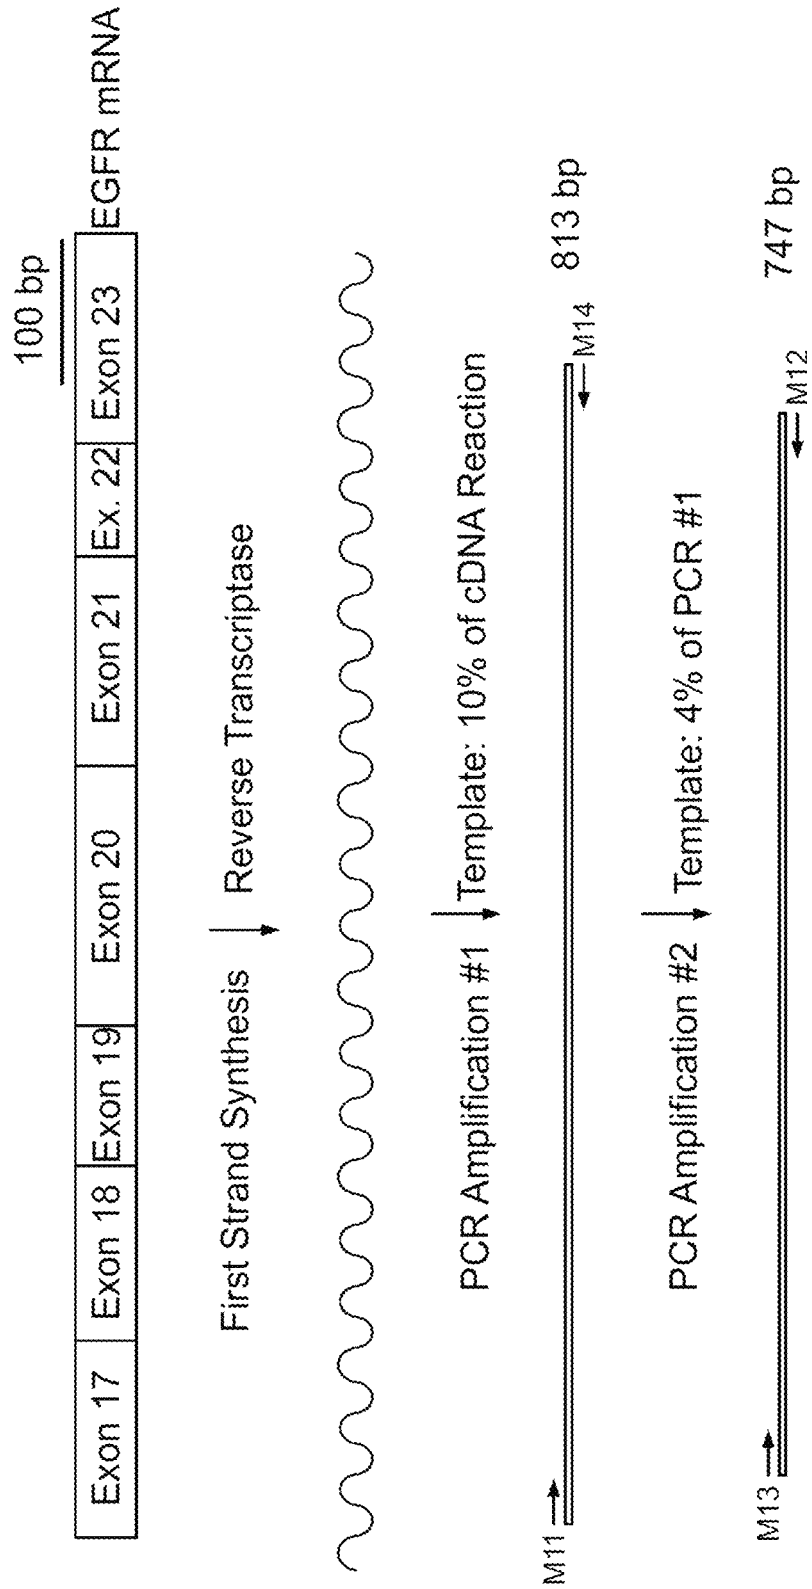 100 bp
Exon 17 Exon 18 Exon 19 Exon 20 Exon 21 Ex. 22 Exon 23 EGFR mRNA
First Strand Synthesis Reverse Transcriptase
PCR Amplification #1 Template: 10% of cDNA Reaction
M11 M14 813 bp
PCR Amplification #2 Template: 4% of PCR #1
M13 M12 747 bp